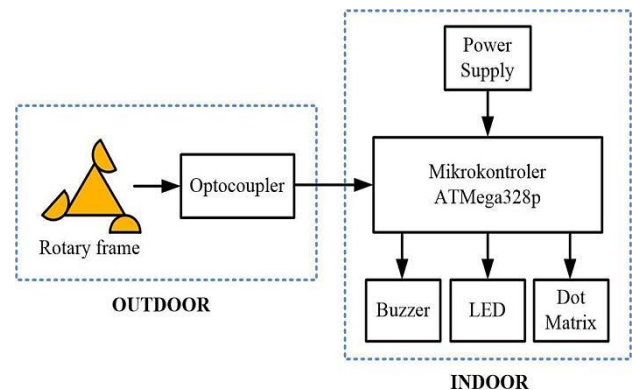 Rotary frame
Optocoupler
OUTDOOR
Power
Supply
Mikrokontroler
ATMega328p
Buzzer
LED
Dot
Matrix
INDOOR